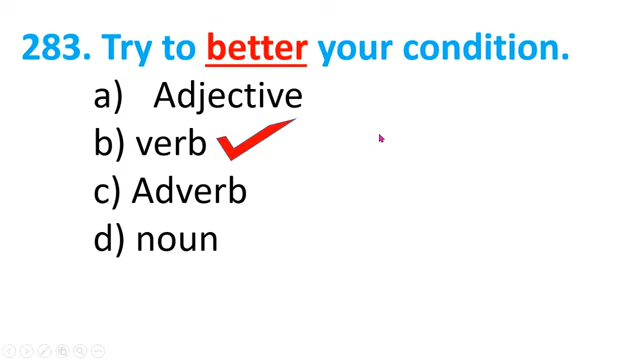 283. Try to better your condition.
a) Adjective
b) verb
c) Adverb
d) noun